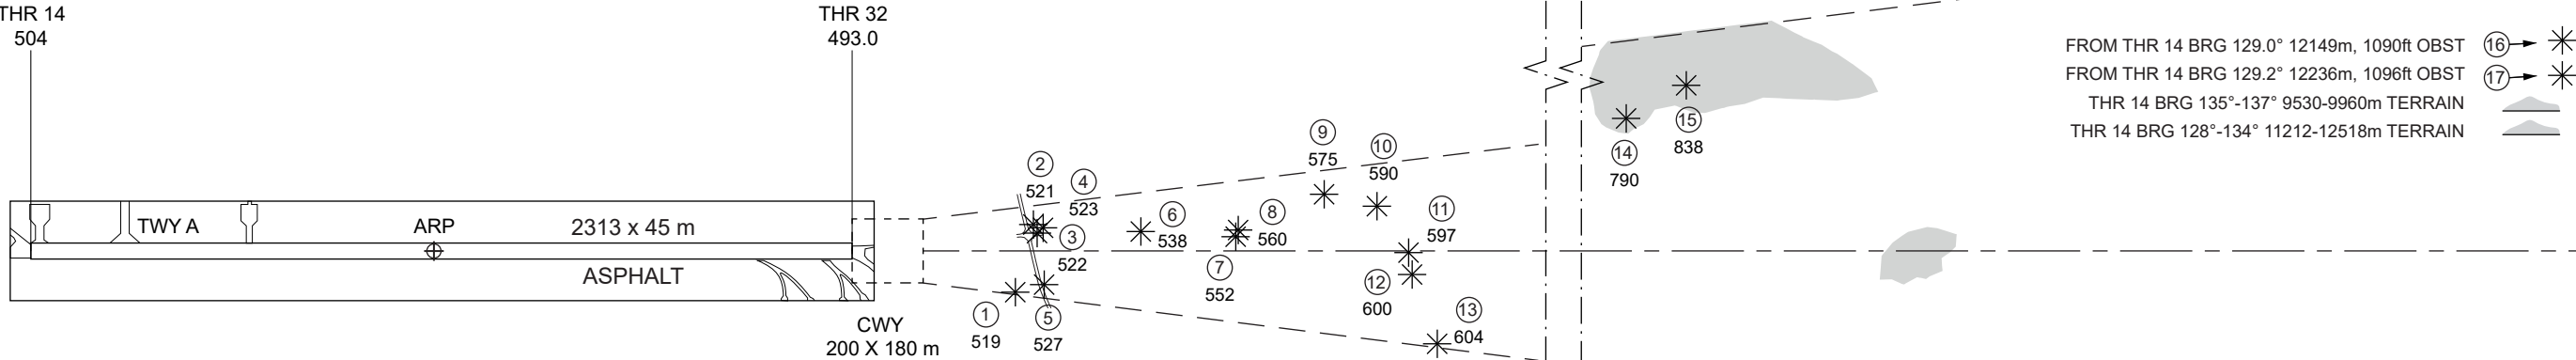 THR 14
504
THR 32
493.0
FROM THR 14 BRG 129.0° 12149m, 1090ft OBST 16
FROM THR 14 BRG 129.2° 12236m, 1096ft OBST 17
THR 14 BRG 135°-137° 9530-9960m TERRAIN
THR 14 BRG 128°-134° 11212-12518m TERRAIN
9
575
10
590
15
838
14
790
2
521
4
523
TWY A
ARP
2313 x 45 m
6
538
8
560
11
597
3
522
7
552
12
600
ASPHALT
13
604
1
519
5
527
CWY
200 X 180 m